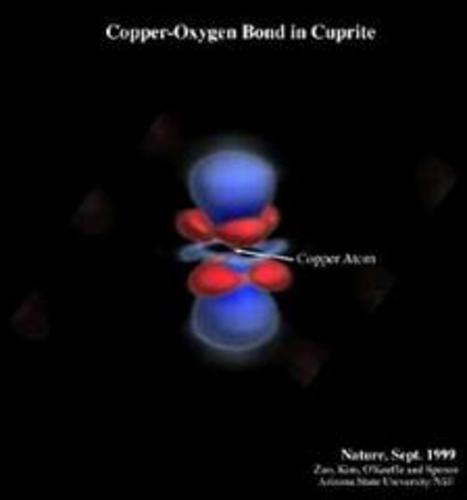 Copper-Oxygen Bond in Cuprite
Copper Atom
Nature, Sept. 1999
Zuo, Kim, O'Keeffe and Spence
Arizona State University/NSF